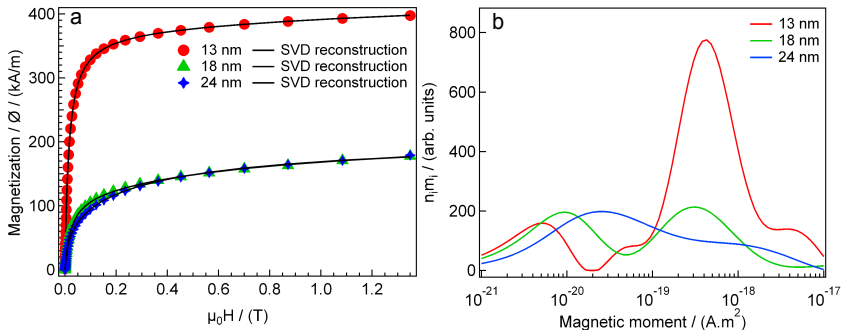 a
Magnetization / Ø / (kA/m)
400
300
200
100
0
13 nm — SVD reconstruction
18 nm — SVD reconstruction
24 nm — SVD reconstruction
0.0 0.2 0.4 0.6 0.8 1.0 1.2
μ₀H / (T)
b
nᵢmᵢ / (arb. units)
800
600
400
200
0
13 nm
18 nm
24 nm
10⁻²¹ 10⁻²⁰ 10⁻¹⁹ 10⁻¹⁸ 10⁻¹⁷
Magnetic moment / (A.m²)